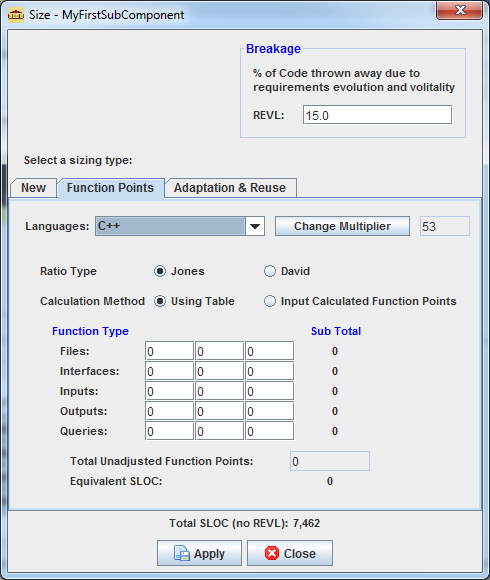 Size - MyFirstSubComponent
Breakage
% of Code thrown away due to
requirements evolution and volitality
REVL: 15.0
Select a sizing type:
New Function Points Adaptation & Reuse
Languages: C++ Change Multiplier 53
Ratio Type Jones David
Calculation Method Using Table Input Calculated Function Points
Function Type Sub Total
Files: 0 0 0 0
Interfaces: 0 0 0 0
Inputs: 0 0 0 0
Outputs: 0 0 0 0
Queries: 0 0 0 0
Total Unadjusted Function Points: 0
Equivalent SLOC: 0
Total SLOC (no REVL): 7,462
Apply Close